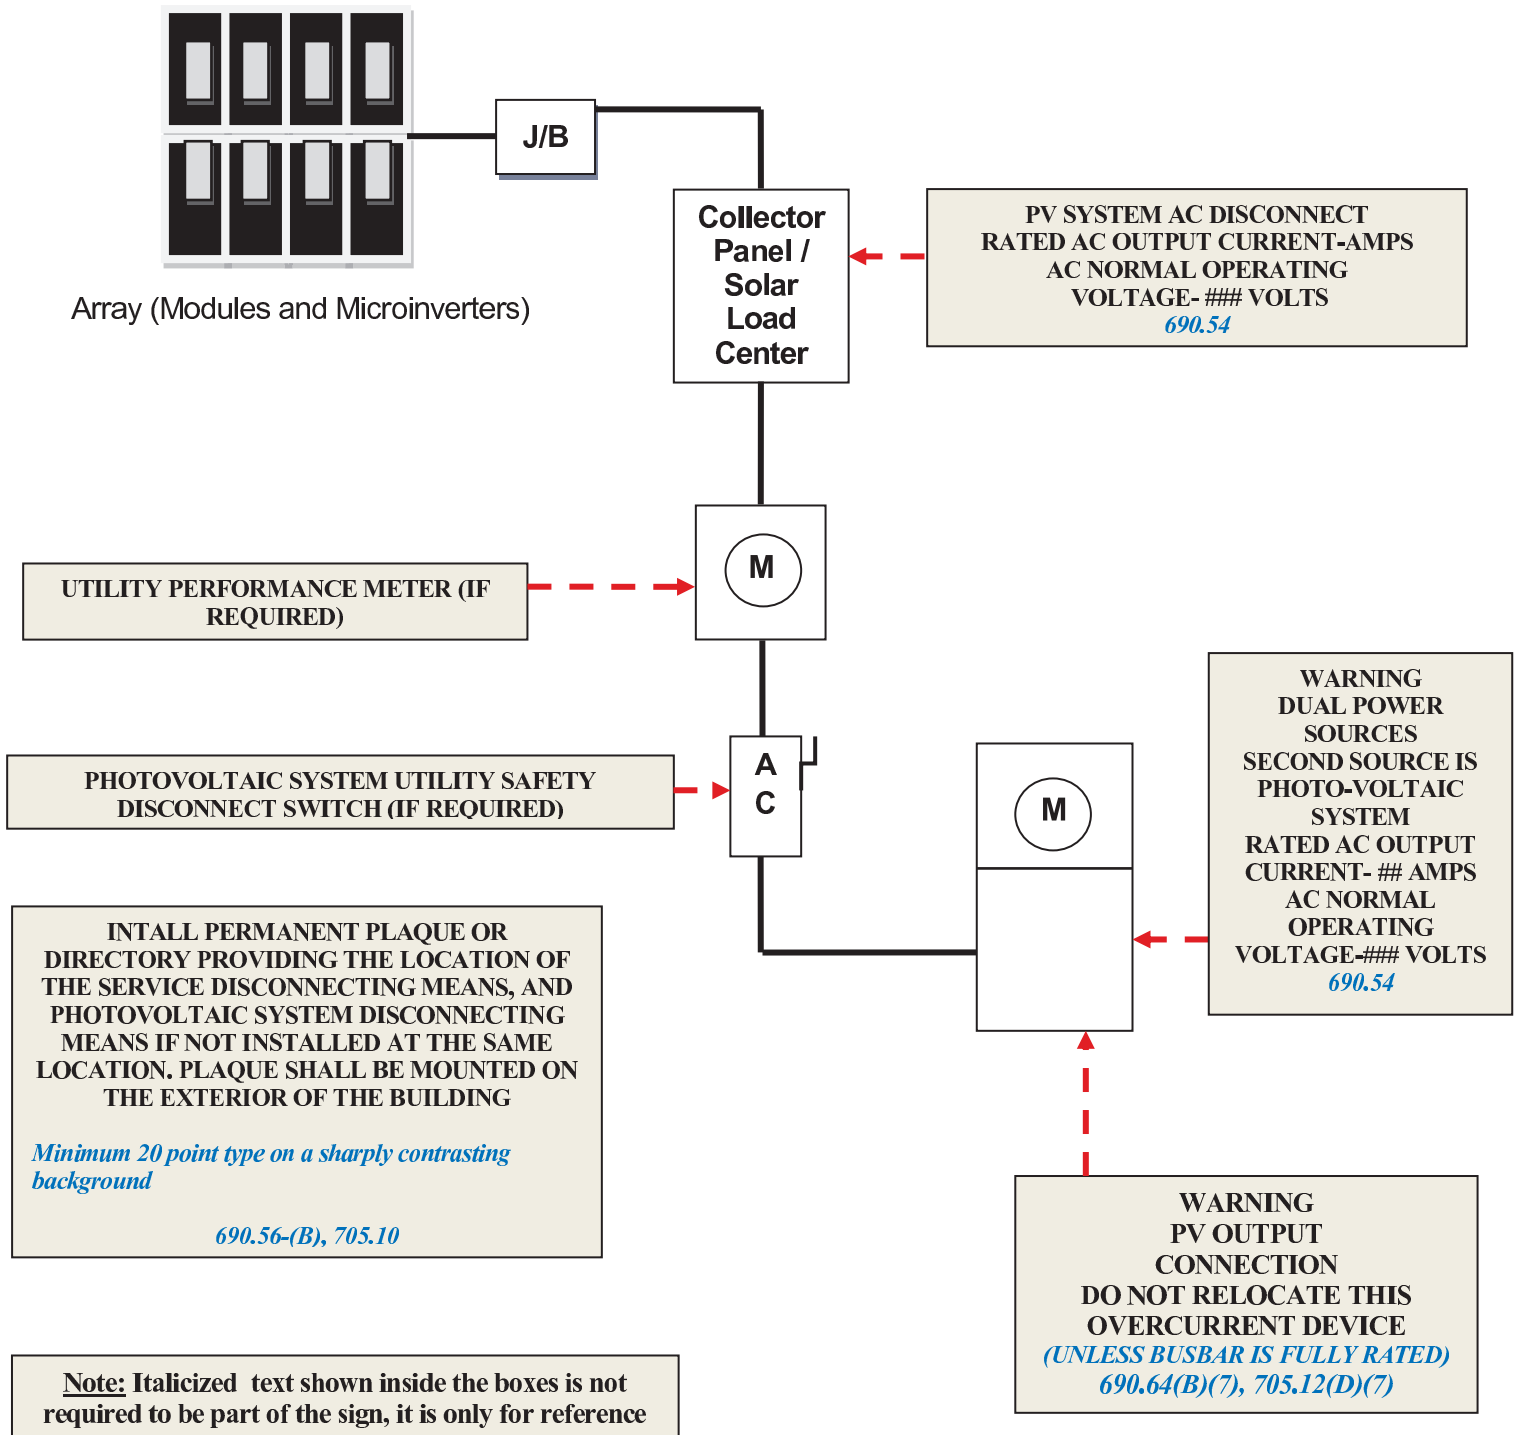 J/B
Array (Modules and Microinverters)
Collector
Panel /
Solar
Load
Center
PV SYSTEM AC DISCONNECT
RATED AC OUTPUT CURRENT-AMPS
AC NORMAL OPERATING
VOLTAGE- ### VOLTS
690.54
M
UTILITY PERFORMANCE METER (IF
REQUIRED)
PHOTOVOLTAIC SYSTEM UTILITY SAFETY
DISCONNECT SWITCH (IF REQUIRED)
A
C
M
WARNING
DUAL POWER
SOURCES
SECOND SOURCE IS
PHOTO-VOLTAIC
SYSTEM
RATED AC OUTPUT
CURRENT- ## AMPS
AC NORMAL
OPERATING
VOLTAGE-### VOLTS
690.54
INTALL PERMANENT PLAQUE OR
DIRECTORY PROVIDING THE LOCATION OF
THE SERVICE DISCONNECTING MEANS, AND
PHOTOVOLTAIC SYSTEM DISCONNECTING
MEANS IF NOT INSTALLED AT THE SAME
LOCATION. PLAQUE SHALL BE MOUNTED ON
THE EXTERIOR OF THE BUILDING
Minimum 20 point type on a sharply contrasting
background
690.56-(B), 705.10
WARNING
PV OUTPUT
CONNECTION
DO NOT RELOCATE THIS
OVERCURRENT DEVICE
(UNLESS BUSBAR IS FULLY RATED)
690.64(B)(7), 705.12(D)(7)
Note: Italicized text shown inside the boxes is not
required to be part of the sign, it is only for reference